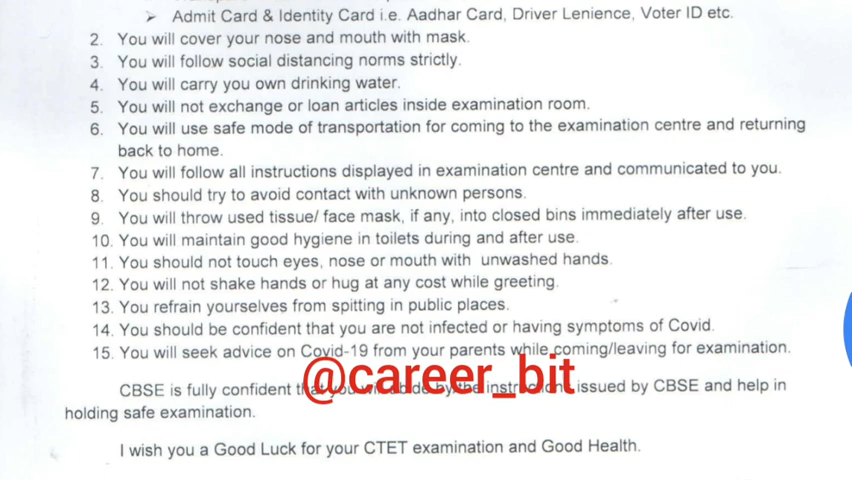 ➢ Admit Card & Identity Card i.e. Aadhar Card, Driver Lenience, Voter ID etc.
2. You will cover your nose and mouth with mask.
3. You will follow social distancing norms strictly.
4. You will carry you own drinking water.
5. You will not exchange or loan articles inside examination room.
6. You will use safe mode of transportation for coming to the examination centre and returning
back to home.
7. You will follow all instructions displayed in examination centre and communicated to you.
8. You should try to avoid contact with unknown persons.
9. You will throw used tissue/ face mask, if any, into closed bins immediately after use.
10. You will maintain good hygiene in toilets during and after use.
11. You should not touch eyes, nose or mouth with unwashed hands.
12. You will not shake hands or hug at any cost while greeting.
13. You refrain yourselves from spitting in public places.
14. You should be confident that you are not infected or having symptoms of Covid.
15. You will seek advice on Covid-19 from your parents while coming/leaving for examination.
@career_bit
CBSE is fully confident that you will abide by the instructions issued by CBSE and help in
holding safe examination.
I wish you a Good Luck for your CTET examination and Good Health.